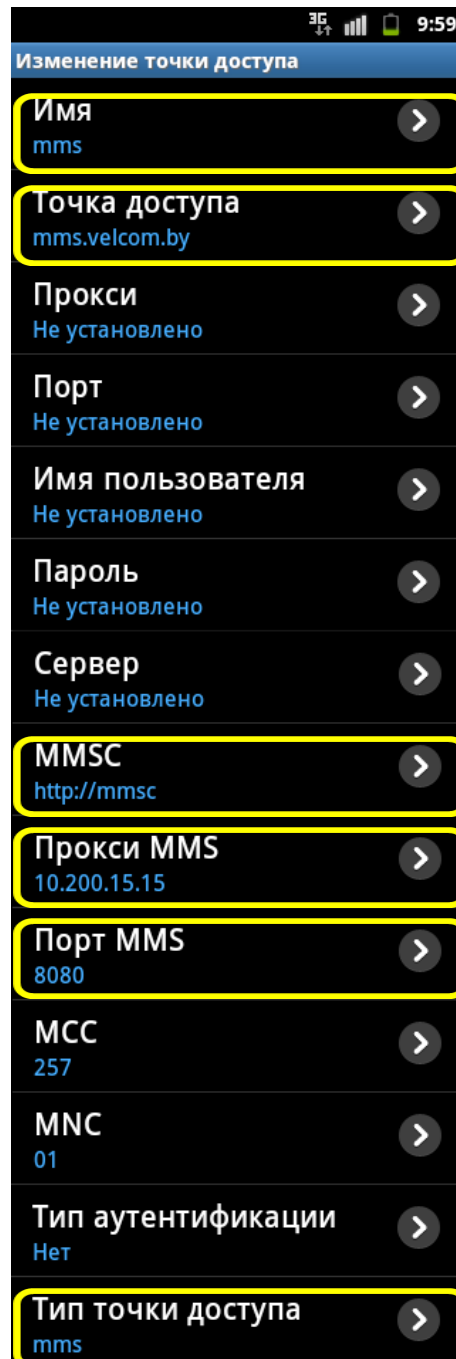 3G 9:59
Изменение точки доступа
Имя
mms
Точка доступа
mms.velcom.by
Прокси
Не установлено
Порт
Не установлено
Имя пользователя
Не установлено
Пароль
Не установлено
Сервер
Не установлено
MMSC
http://mmsc
Прокси MMS
10.200.15.15
Порт MMS
8080
MCC
257
MNC
01
Тип аутентификации
Нет
Тип точки доступа
mms